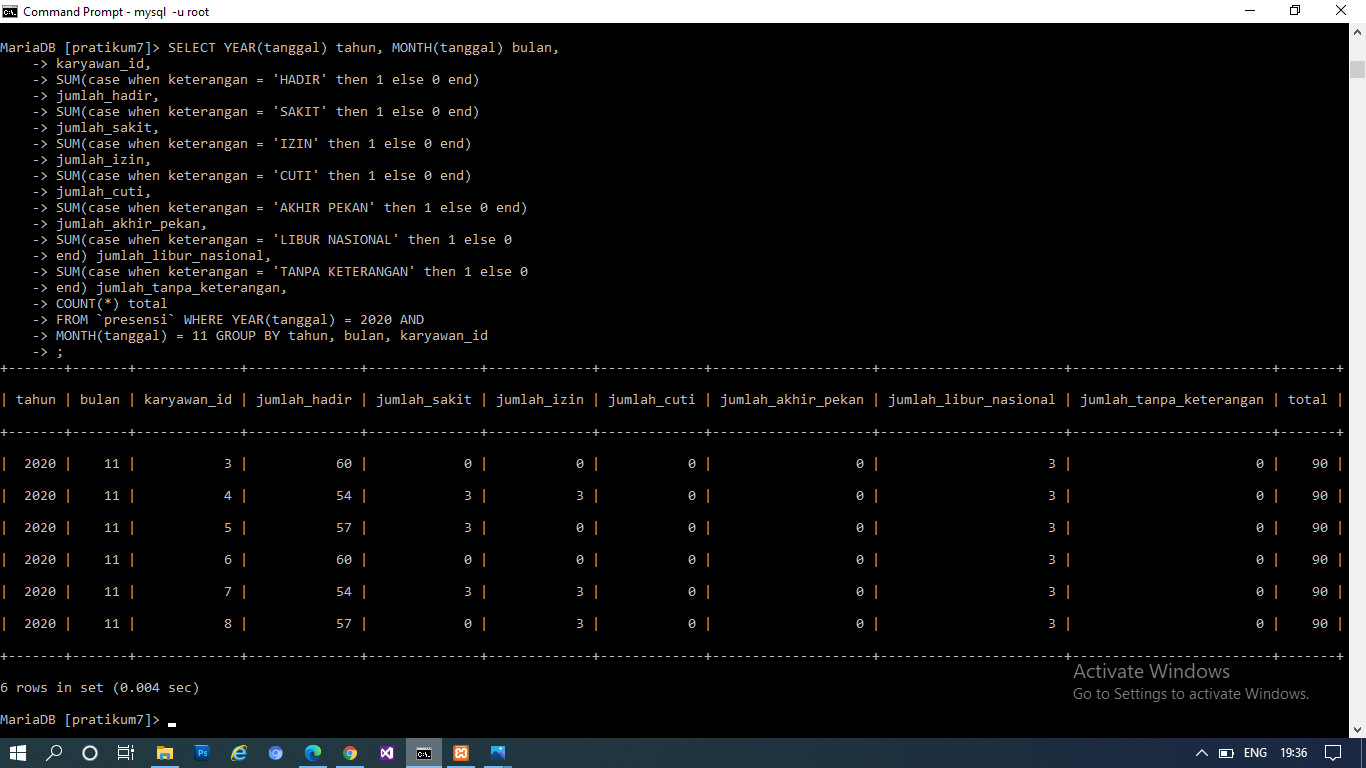 Command Prompt - mysql -u root
MariaDB [pratikum7]> SELECT YEAR(tanggal) tahun, MONTH(tanggal) bulan,
    -> karyawan_id,
    -> SUM(case when keterangan = 'HADIR' then 1 else 0 end)
    -> jumlah_hadir,
    -> SUM(case when keterangan = 'SAKIT' then 1 else 0 end)
    -> jumlah_sakit,
    -> SUM(case when keterangan = 'IZIN' then 1 else 0 end)
    -> jumlah_izin,
    -> SUM(case when keterangan = 'CUTI' then 1 else 0 end)
    -> jumlah_cuti,
    -> SUM(case when keterangan = 'AKHIR PEKAN' then 1 else 0 end)
    -> jumlah_akhir_pekan,
    -> SUM(case when keterangan = 'LIBUR NASIONAL' then 1 else 0
    -> end) jumlah_libur_nasional,
    -> SUM(case when keterangan = 'TANPA KETERANGAN' then 1 else 0
    -> end) jumlah_tanpa_keterangan,
    -> COUNT(*) total
    -> FROM `presensi` WHERE YEAR(tanggal) = 2020 AND
    -> MONTH(tanggal) = 11 GROUP BY tahun, bulan, karyawan_id
    -> ;
| tahun | bulan | karyawan_id | jumlah_hadir | jumlah_sakit | jumlah_izin | jumlah_cuti | jumlah_akhir_pekan | jumlah_libur_nasional | jumlah_tanpa_keterangan | total |
| 2020 | 11 | 3 | 60 | 0 | 0 | 0 | 0 | 3 | 0 | 90 |
| 2020 | 11 | 4 | 54 | 3 | 3 | 0 | 0 | 3 | 0 | 90 |
| 2020 | 11 | 5 | 57 | 3 | 0 | 0 | 0 | 3 | 0 | 90 |
| 2020 | 11 | 6 | 60 | 0 | 0 | 0 | 0 | 3 | 0 | 90 |
| 2020 | 11 | 7 | 54 | 3 | 3 | 0 | 0 | 3 | 0 | 90 |
| 2020 | 11 | 8 | 57 | 0 | 3 | 0 | 0 | 3 | 0 | 90 |
Activate Windows
Go to Settings to activate Windows.
6 rows in set (0.004 sec)
MariaDB [pratikum7]>
Ps
ENG 19:36